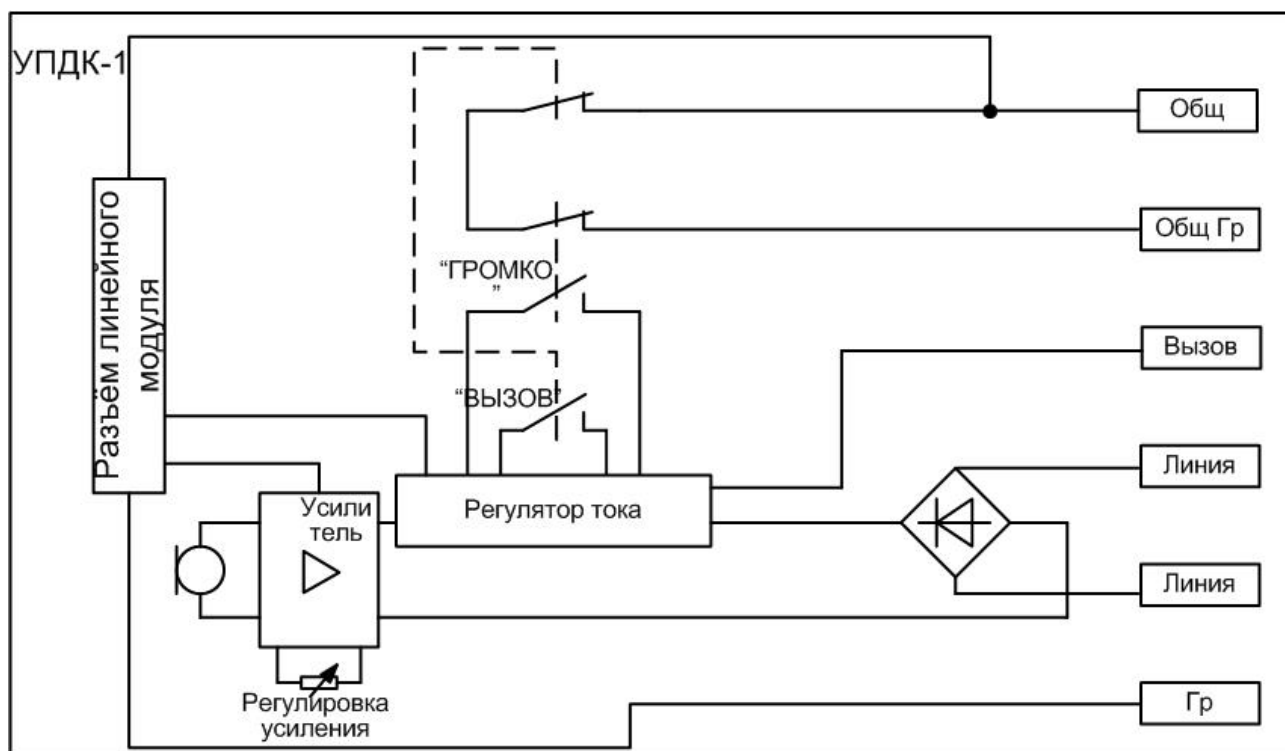 УПДК-1
Общ
Общ Гр
“ГРОМКО
”
Вызов
“ВЫЗОВ”
Разъём линейного
модуля
Линия
Усили
тель
Регулятор тока
Линия
Регулировка
усиления
Гр